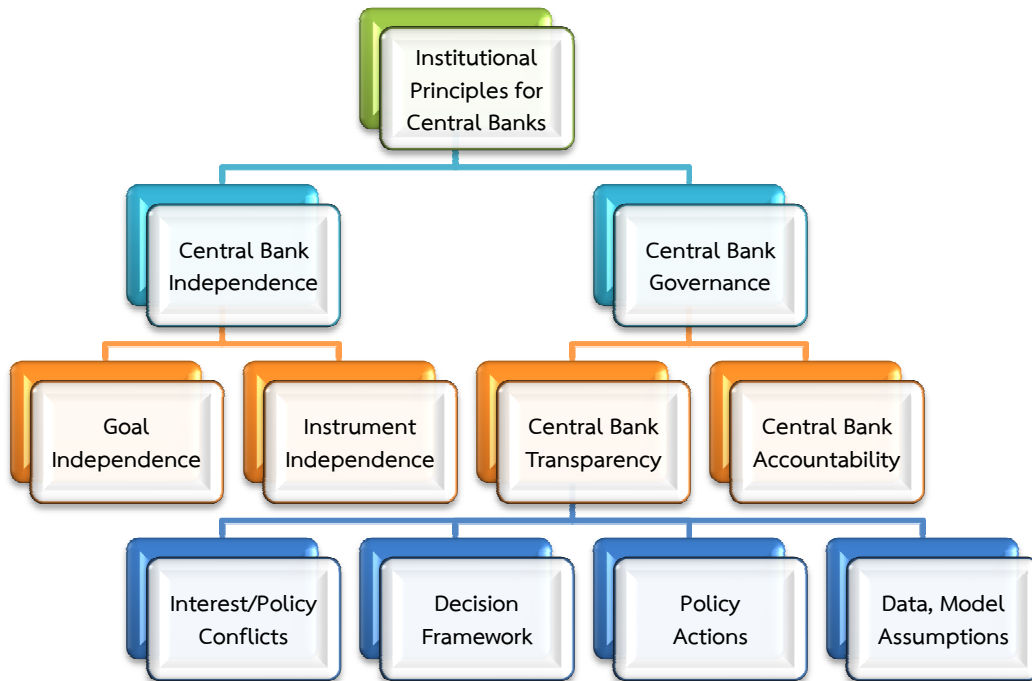 Institutional
Principles for
Central Banks
Central Bank
Independence
Central Bank
Governance
Goal
Independence
Instrument
Independence
Central Bank
Transparency
Central Bank
Accountability
Interest/Policy
Conflicts
Decision
Framework
Policy
Actions
Data, Model
Assumptions